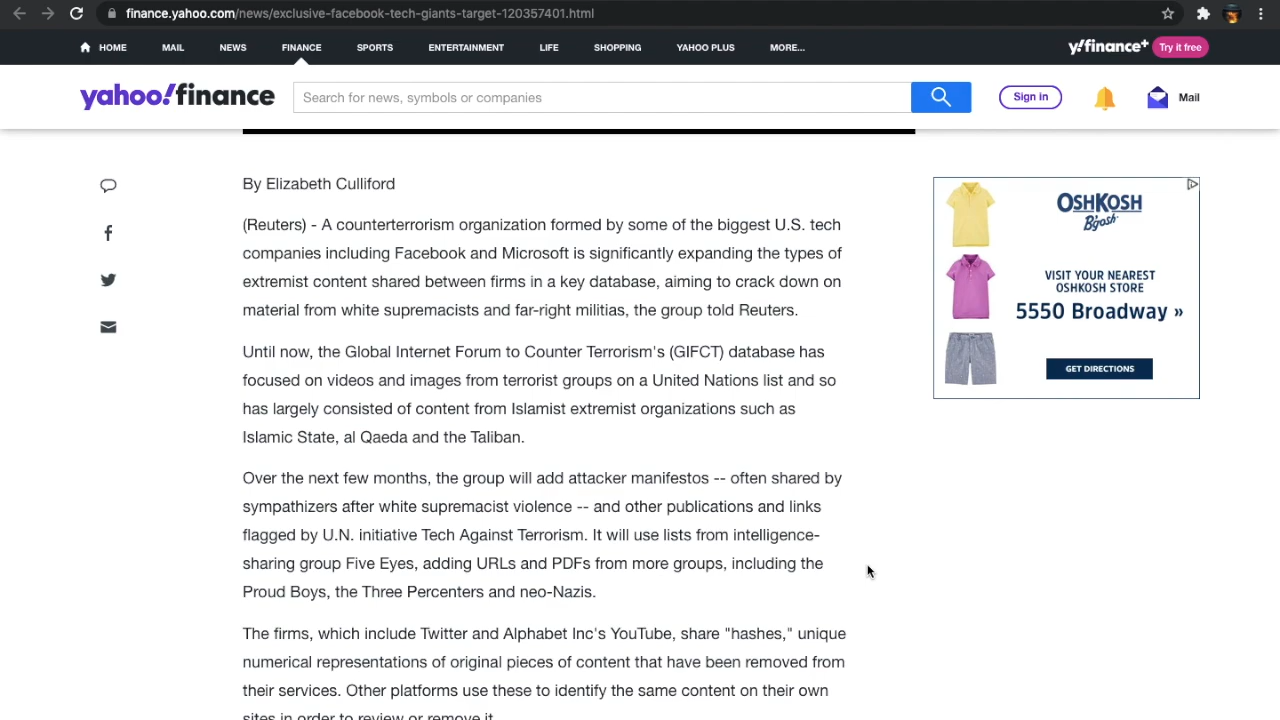 finance.yahoo.com/news/exclusive-facebook-tech-giants-target-120357401.html
HOME MAIL NEWS FINANCE SPORTS ENTERTAINMENT LIFE SHOPPING YAHOO PLUS MORE... y!finance+ Try it free
yahoo!finance Search for news, symbols or companies Sign in Mail
By Elizabeth Culliford
(Reuters) - A counterterrorism organization formed by some of the biggest U.S. tech
companies including Facebook and Microsoft is significantly expanding the types of
extremist content shared between firms in a key database, aiming to crack down on
material from white supremacists and far-right militias, the group told Reuters.
Until now, the Global Internet Forum to Counter Terrorism's (GIFCT) database has
focused on videos and images from terrorist groups on a United Nations list and so
has largely consisted of content from Islamist extremist organizations such as
Islamic State, al Qaeda and the Taliban.
Over the next few months, the group will add attacker manifestos -- often shared by
sympathizers after white supremacist violence -- and other publications and links
flagged by U.N. initiative Tech Against Terrorism. It will use lists from intelligence-
sharing group Five Eyes, adding URLs and PDFs from more groups, including the
Proud Boys, the Three Percenters and neo-Nazis.
The firms, which include Twitter and Alphabet Inc's YouTube, share "hashes," unique
numerical representations of original pieces of content that have been removed from
their services. Other platforms use these to identify the same content on their own
sites in order to review or remove it.
OSHKOSH
B'gosh
VISIT YOUR NEAREST
OSHKOSH STORE
5550 Broadway »
GET DIRECTIONS